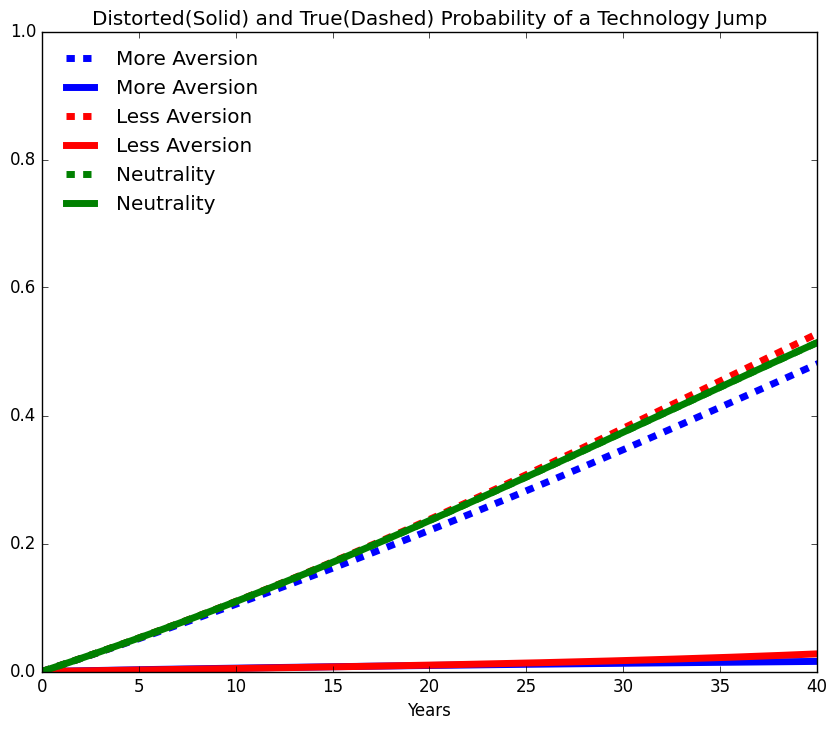 Distorted(Solid) and True(Dashed) Probability of a Technology Jump
1.0
More Aversion
More Aversion
Less Aversion
Less Aversion
Neutrality
Neutrality
0.8
0.6
0.4
0.2
0.0
0 5 10 15 20 25 30 35 40
Years